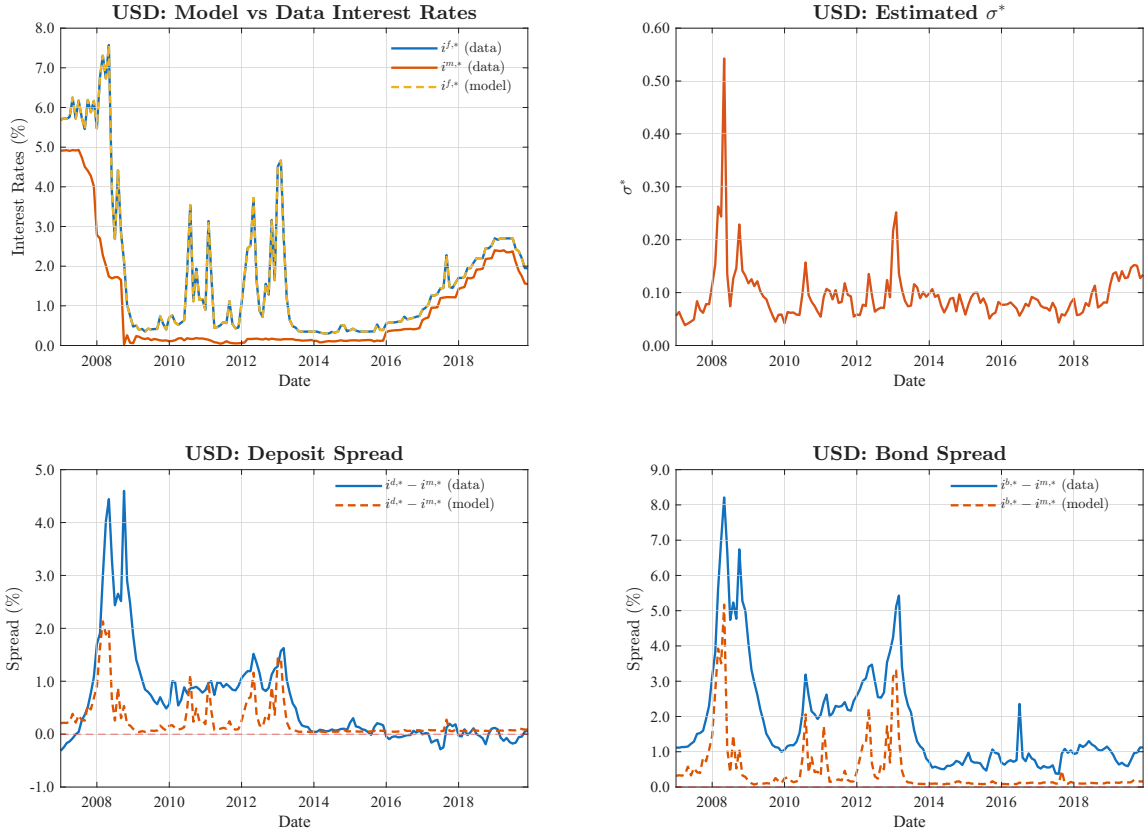 USD: Model vs Data Interest Rates
8.0
7.0
6.0
5.0
4.0
3.0
2.0
1.0
0.0
Interest Rates (%)
i^{f,*} (data)
i^{m,*} (data)
i^{f,*} (model)
2008 2010 2012 2014 2016 2018
Date
USD: Estimated σ*
0.60
0.50
0.40
0.30
0.20
0.10
0.00
σ*
2008 2010 2012 2014 2016 2018
Date
USD: Deposit Spread
5.0
4.0
3.0
2.0
1.0
0.0
-1.0
Spread (%)
i^{d,*} − i^{m,*} (data)
i^{d,*} − i^{m,*} (model)
2008 2010 2012 2014 2016 2018
Date
USD: Bond Spread
9.0
8.0
7.0
6.0
5.0
4.0
3.0
2.0
1.0
0.0
Spread (%)
i^{b,*} − i^{m,*} (data)
i^{b,*} − i^{m,*} (model)
2008 2010 2012 2014 2016 2018
Date